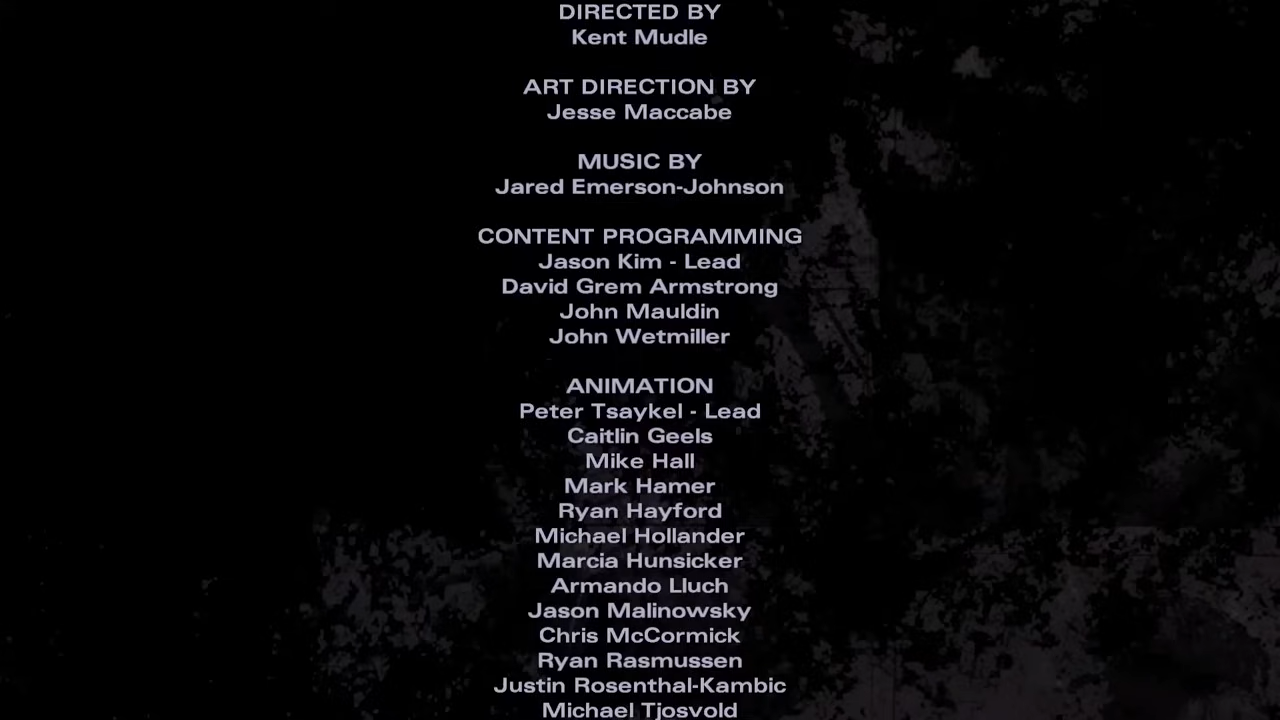 DIRECTED BY
Kent Mudle
ART DIRECTION BY
Jesse Maccabe
MUSIC BY
Jared Emerson-Johnson
CONTENT PROGRAMMING
Jason Kim - Lead
David Grem Armstrong
John Mauldin
John Wetmiller
ANIMATION
Peter Tsaykel - Lead
Caitlin Geels
Mike Hall
Mark Hamer
Ryan Hayford
Michael Hollander
Marcia Hunsicker
Armando Lluch
Jason Malinowsky
Chris McCormick
Ryan Rasmussen
Justin Rosenthal-Kambic
Michael Tjosvold